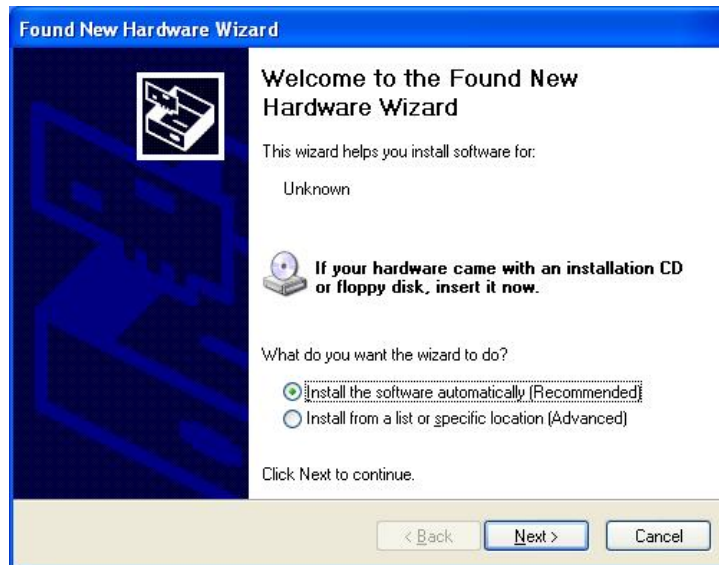 Found New Hardware Wizard
Welcome to the Found New
Hardware Wizard
This wizard helps you install software for:
Unknown
If your hardware came with an installation CD
or floppy disk, insert it now.
What do you want the wizard to do?
Install the software automatically (Recommended)
Install from a list or specific location (Advanced)
Click Next to continue.
< Back Next > Cancel